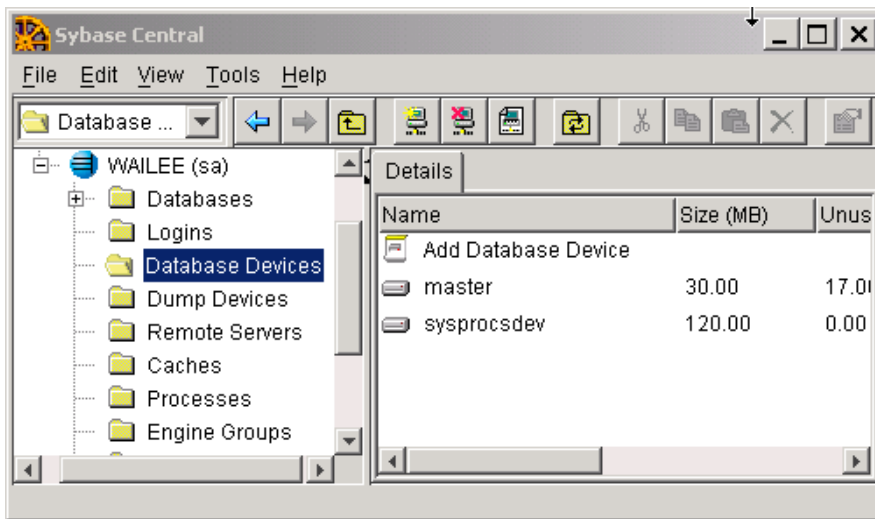 Sybase Central
File Edit View Tools Help
Database ...
WAILEE (sa)
Databases
Logins
Database Devices
Dump Devices
Remote Servers
Caches
Processes
Engine Groups
Details
Name Size (MB) Unus
Add Database Device
master 30.00 17.0
sysprocsdev 120.00 0.00